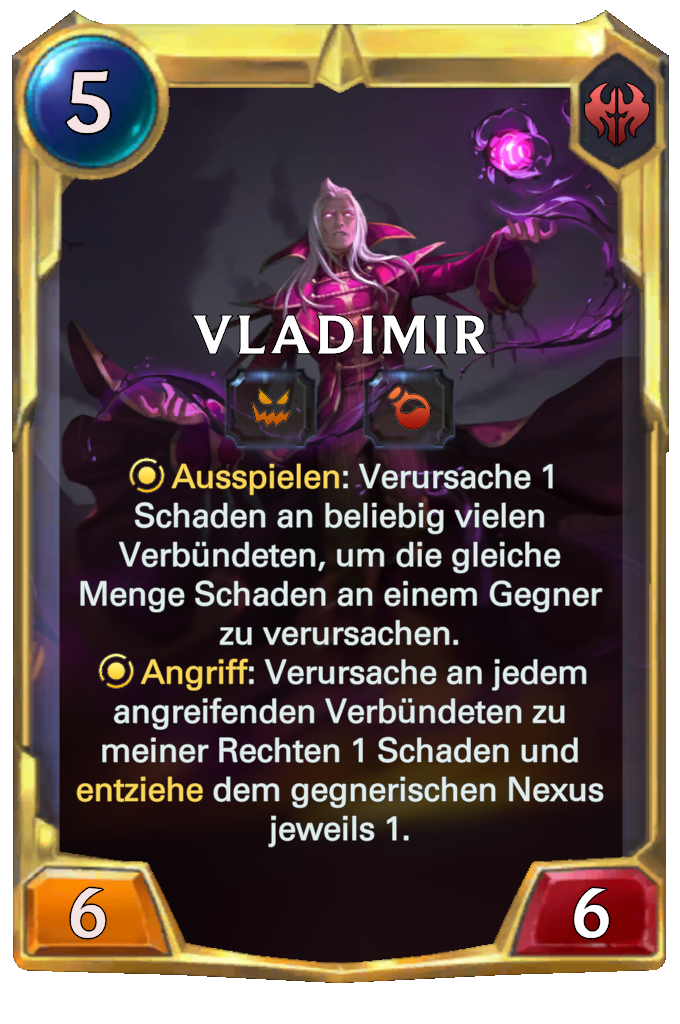 5
VLADIMIR
Ausspielen: Verursache 1
Schaden an beliebig vielen
Verbündeten, um die gleiche
Menge Schaden an einem Gegner
zu verursachen.
Angriff: Verursache an jedem
angreifenden Verbündeten zu
meiner Rechten 1 Schaden und
entziehe dem gegnerischen Nexus
jeweils 1.
6
6